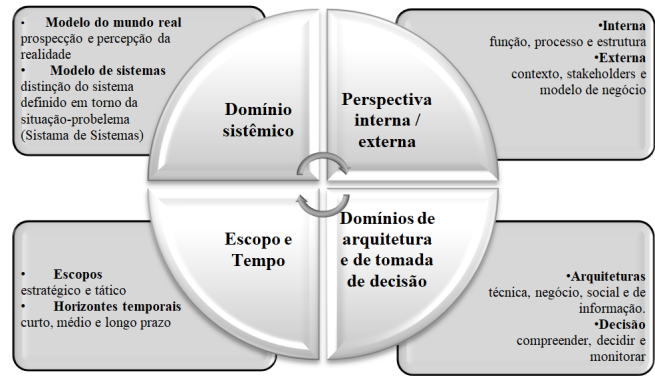 • Modelo do mundo real
prospecção e percepção da
realidade
• Modelo de sistemas
distinção do sistema
definido em torno da
situação-probelema
(Sistama de Sistemas)
Domínio
sistêmico
Perspectiva
interna /
externa
•Interna
função, processo e estrutura
•Externa
contexto, stakeholders e
modelo de negócio
• Escopos
estratégico e tático
• Horizontes temporais
curto, médio e longo prazo
Escopo e
Tempo
Domínios de
arquitetura
e de tomada
de decisão
•Arquiteturas
técnica, negócio, social e de
informação.
•Decisão
compreender, decidir e
monitorar